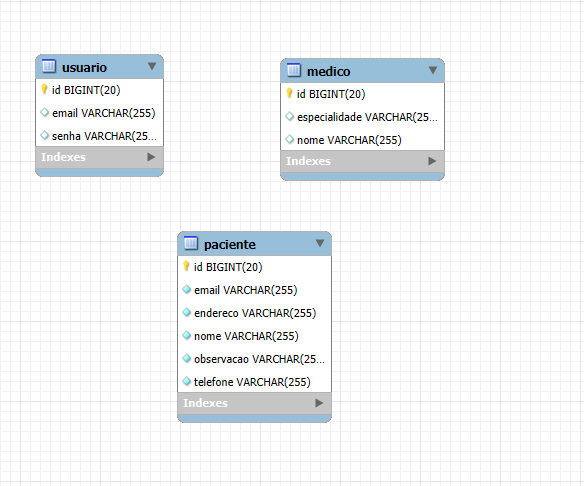 usuario
id BIGINT(20)
email VARCHAR(255)
senha VARCHAR(25...
Indexes
medico
id BIGINT(20)
especialidade VARCHAR(25...
nome VARCHAR(255)
Indexes
paciente
id BIGINT(20)
email VARCHAR(255)
endereco VARCHAR(255)
nome VARCHAR(255)
observacao VARCHAR(25...
telefone VARCHAR(255)
Indexes